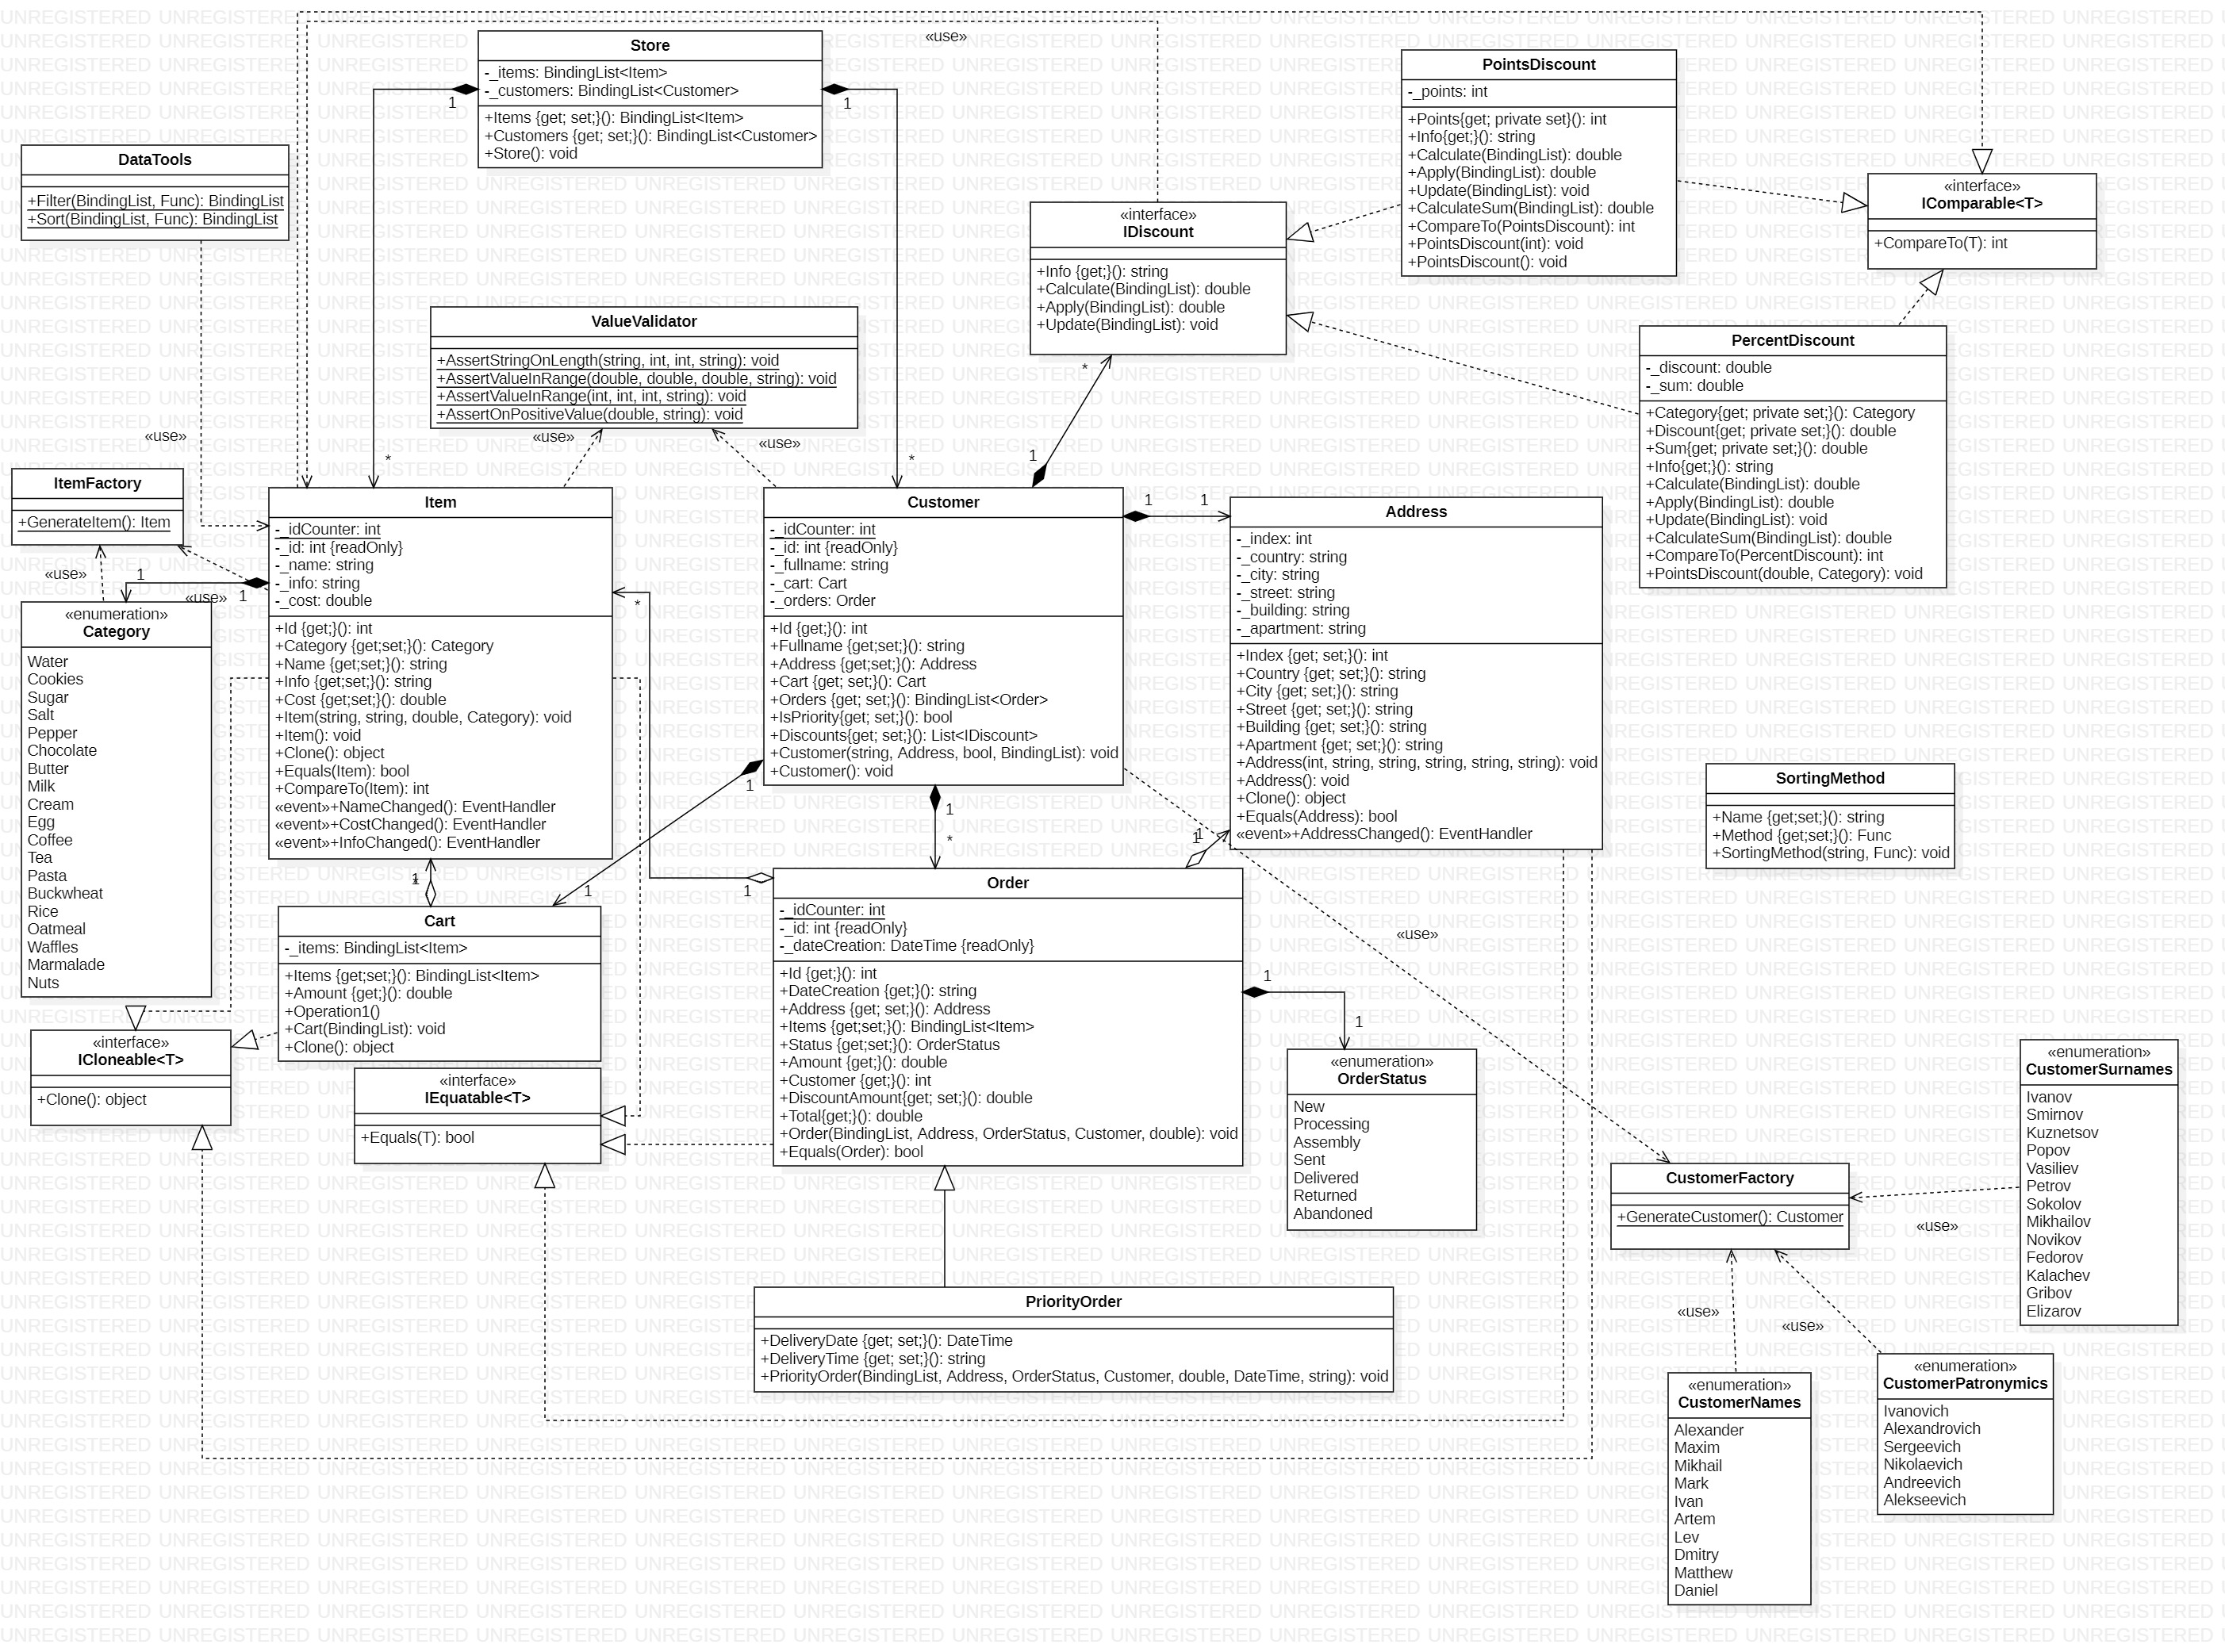 Store
-_items: BindingList<Item>
-_customers: BindingList<Customer>
+Items {get; set;}(): BindingList<Item>
+Customers {get; set;}(): BindingList<Customer>
+Store(): void
1
1
*
*
«use»
DataTools
+Filter(BindingList, Func): BindingList
+Sort(BindingList, Func): BindingList
«use»
PointsDiscount
-_points: int
+Points{get; private set}(): int
+Info{get;}(): string
+Calculate(BindingList): double
+Apply(BindingList): double
+Update(BindingList): void
+CalculateSum(BindingList): double
+CompareTo(PointsDiscount): int
+PointsDiscount(int): void
+PointsDiscount(): void
«interface»
IComparable<T>
+CompareTo(T): int
«interface»
IDiscount
+Info {get;}(): string
+Calculate(BindingList): double
+Apply(BindingList): double
+Update(BindingList): void
*
1
ValueValidator
+AssertStringOnLength(string, int, int, string): void
+AssertValueInRange(double, double, double, string): void
+AssertValueInRange(int, int, int, string): void
+AssertOnPositiveValue(double, string): void
«use»
«use»
PercentDiscount
-_discount: double
-_sum: double
+Category{get; private set;}(): Category
+Discount{get; private set;}(): double
+Sum{get; private set;}(): double
+Info{get;}(): string
+Calculate(BindingList): double
+Apply(BindingList): double
+Update(BindingList): void
+CalculateSum(BindingList): double
+CompareTo(PercentDiscount): int
+PointsDiscount(double, Category): void
ItemFactory
+GenerateItem(): Item
«use»
«use»
1
1
Item
-_idCounter: int
-_id: int {readOnly}
-_name: string
-_info: string
-_cost: double
+Id {get;}(): int
+Category {get;set;}(): Category
+Name {get;set;}(): string
+Info {get;set;}(): string
+Cost {get;set;}(): double
+Item(string, string, double, Category): void
+Item(): void
+Clone(): object
+Equals(Item): bool
+CompareTo(Item): int
«event»+NameChanged(): EventHandler
«event»+CostChanged(): EventHandler
«event»+InfoChanged(): EventHandler
*
Customer
-_idCounter: int
-_id: int {readOnly}
-_fullname: string
-_cart: Cart
-_orders: Order
+Id {get;}(): int
+Fullname {get;set;}(): string
+Address {get;set;}(): Address
+Cart {get; set;}(): Cart
+Orders {get; set;}(): BindingList<Order>
+IsPriority{get; set;}(): bool
+Discounts{get; set;}(): List<IDiscount>
+Customer(string, Address, bool, BindingList): void
+Customer(): void
1
1
Address
-_index: int
-_country: string
-_city: string
-_street: string
-_building: string
-_apartment: string
+Index {get; set;}(): int
+Country {get; set;}(): string
+City {get; set;}(): string
+Street {get; set;}(): string
+Building {get; set;}(): string
+Apartment {get; set;}(): string
+Address(int, string, string, string, string, string): void
+Address(): void
+Clone(): object
+Equals(Address): bool
«event»+AddressChanged(): EventHandler
«enumeration»
Category
Water
Cookies
Sugar
Salt
Pepper
Chocolate
Butter
Milk
Cream
Egg
Coffee
Tea
Pasta
Buckwheat
Rice
Oatmeal
Waffles
Marmalade
Nuts
SortingMethod
+Name {get;set;}(): string
+Method {get;set;}(): Func
+SortingMethod(string, Func): void
1
1
1
*
1
1
1
*
1
Cart
-_items: BindingList<Item>
+Items {get;set;}(): BindingList<Item>
+Amount {get;}(): double
+Operation1()
+Cart(BindingList): void
+Clone(): object
Order
-_idCounter: int
-_id: int {readOnly}
-_dateCreation: DateTime {readOnly}
+Id {get;}(): int
+DateCreation {get;}(): string
+Address {get; set;}(): Address
+Items {get;set;}(): BindingList<Item>
+Status {get;set;}(): OrderStatus
+Amount {get;}(): double
+Customer {get;}(): int
+DiscountAmount{get; set;}(): double
+Total{get;}(): double
+Order(BindingList, Address, OrderStatus, Customer, double): void
+Equals(Order): bool
«use»
1
1
«interface»
ICloneable<T>
+Clone(): object
«interface»
IEquatable<T>
+Equals(T): bool
«enumeration»
OrderStatus
New
Processing
Assembly
Sent
Delivered
Returned
Abandoned
«enumeration»
CustomerSurnames
Ivanov
Smirnov
Kuznetsov
Popov
Vasiliev
Petrov
Sokolov
Mikhailov
Novikov
Fedorov
Kalachev
Gribov
Elizarov
CustomerFactory
+GenerateCustomer(): Customer
«use»
«use»
«use»
PriorityOrder
+DeliveryDate {get; set;}(): DateTime
+DeliveryTime {get; set;}(): string
+PriorityOrder(BindingList, Address, OrderStatus, Customer, double, DateTime, string): void
«enumeration»
CustomerNames
Alexander
Maxim
Mikhail
Mark
Ivan
Artem
Lev
Dmitry
Matthew
Daniel
«enumeration»
CustomerPatronymics
Ivanovich
Alexandrovich
Sergeevich
Nikolaevich
Andreevich
Alekseevich